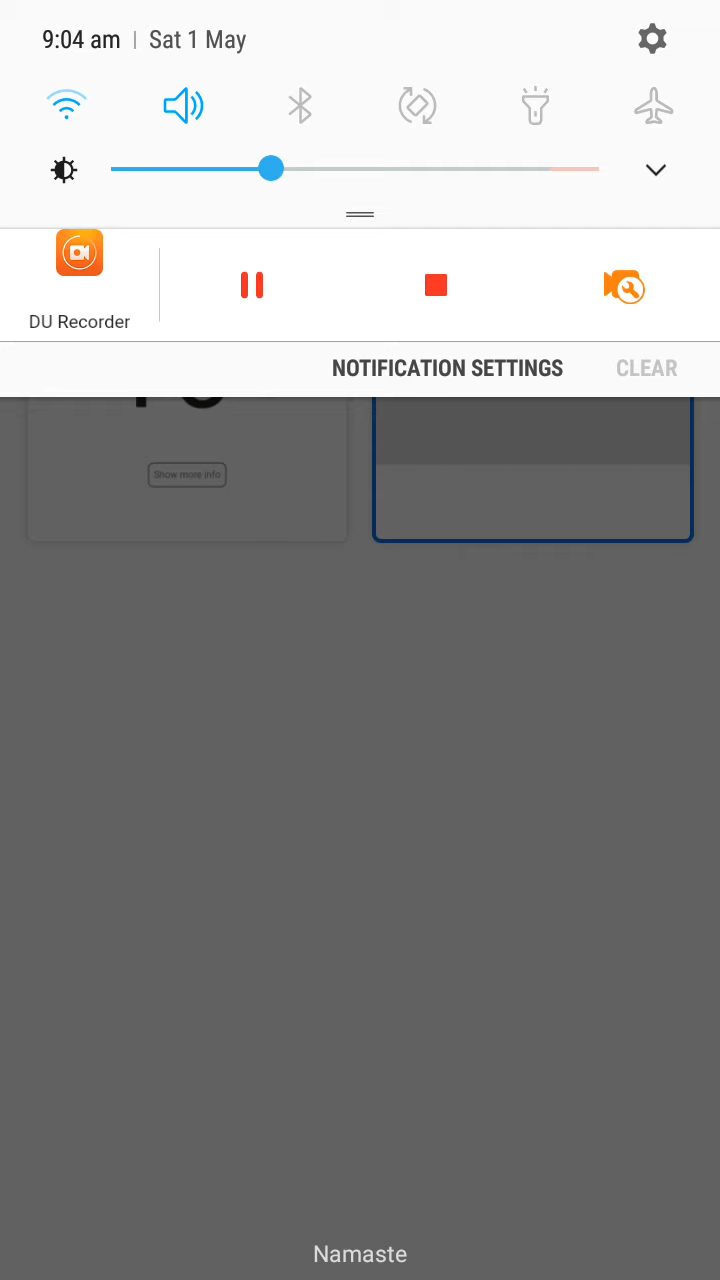 9:04 am | Sat 1 May
DU Recorder
NOTIFICATION SETTINGS CLEAR
Show more info
Namaste